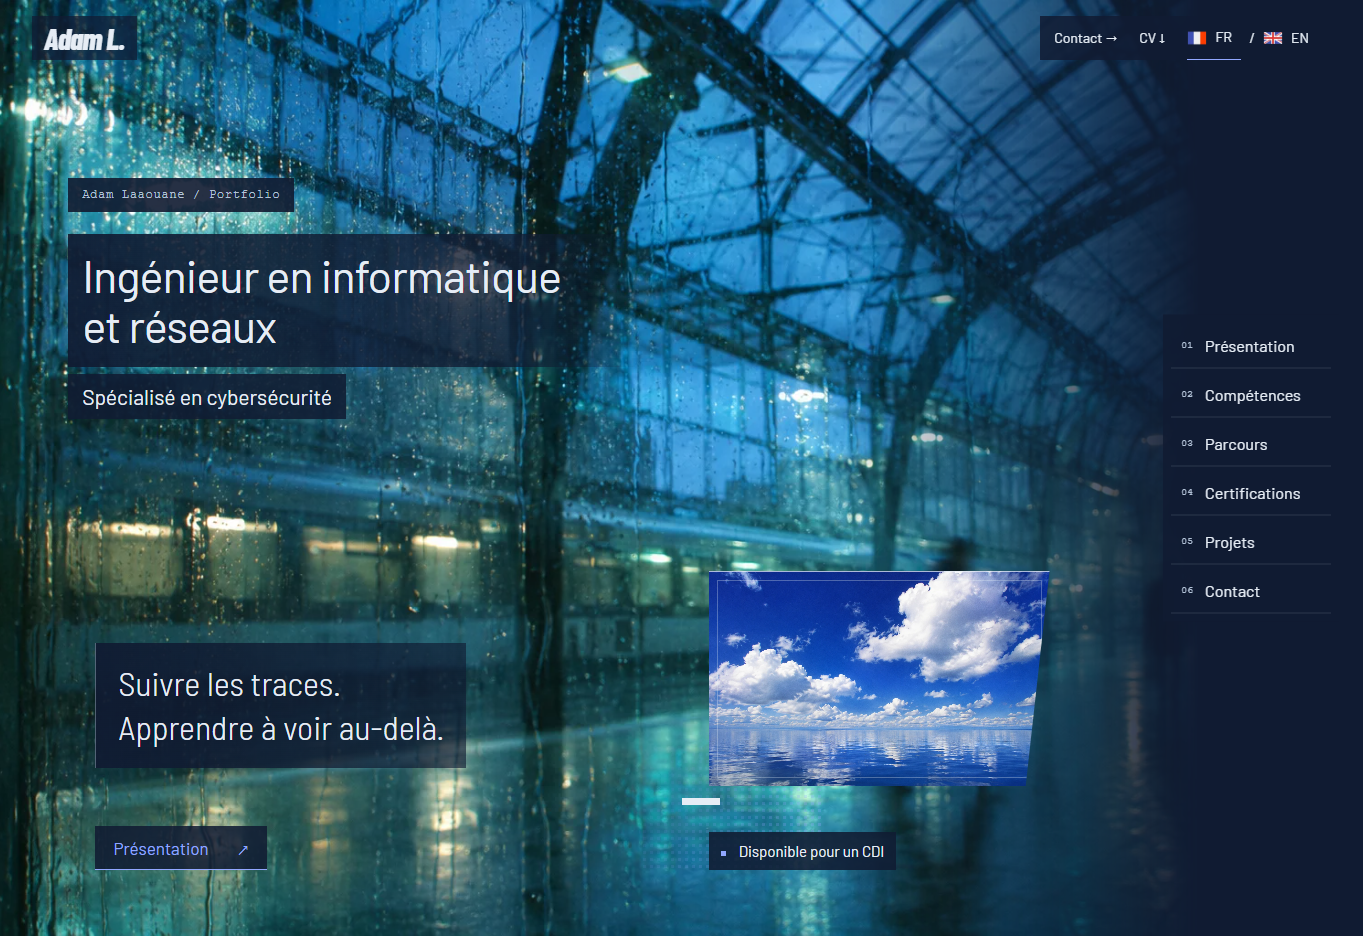 Adam L.
Contact → CV ↓ FR / EN
Adam Laaouane / Portfolio
Ingénieur en informatique
et réseaux
Spécialisé en cybersécurité
01 Présentation
02 Compétences
03 Parcours
04 Certifications
05 Projets
06 Contact
Suivre les traces.
Apprendre à voir au-delà.
Présentation ↗
Disponible pour un CDI